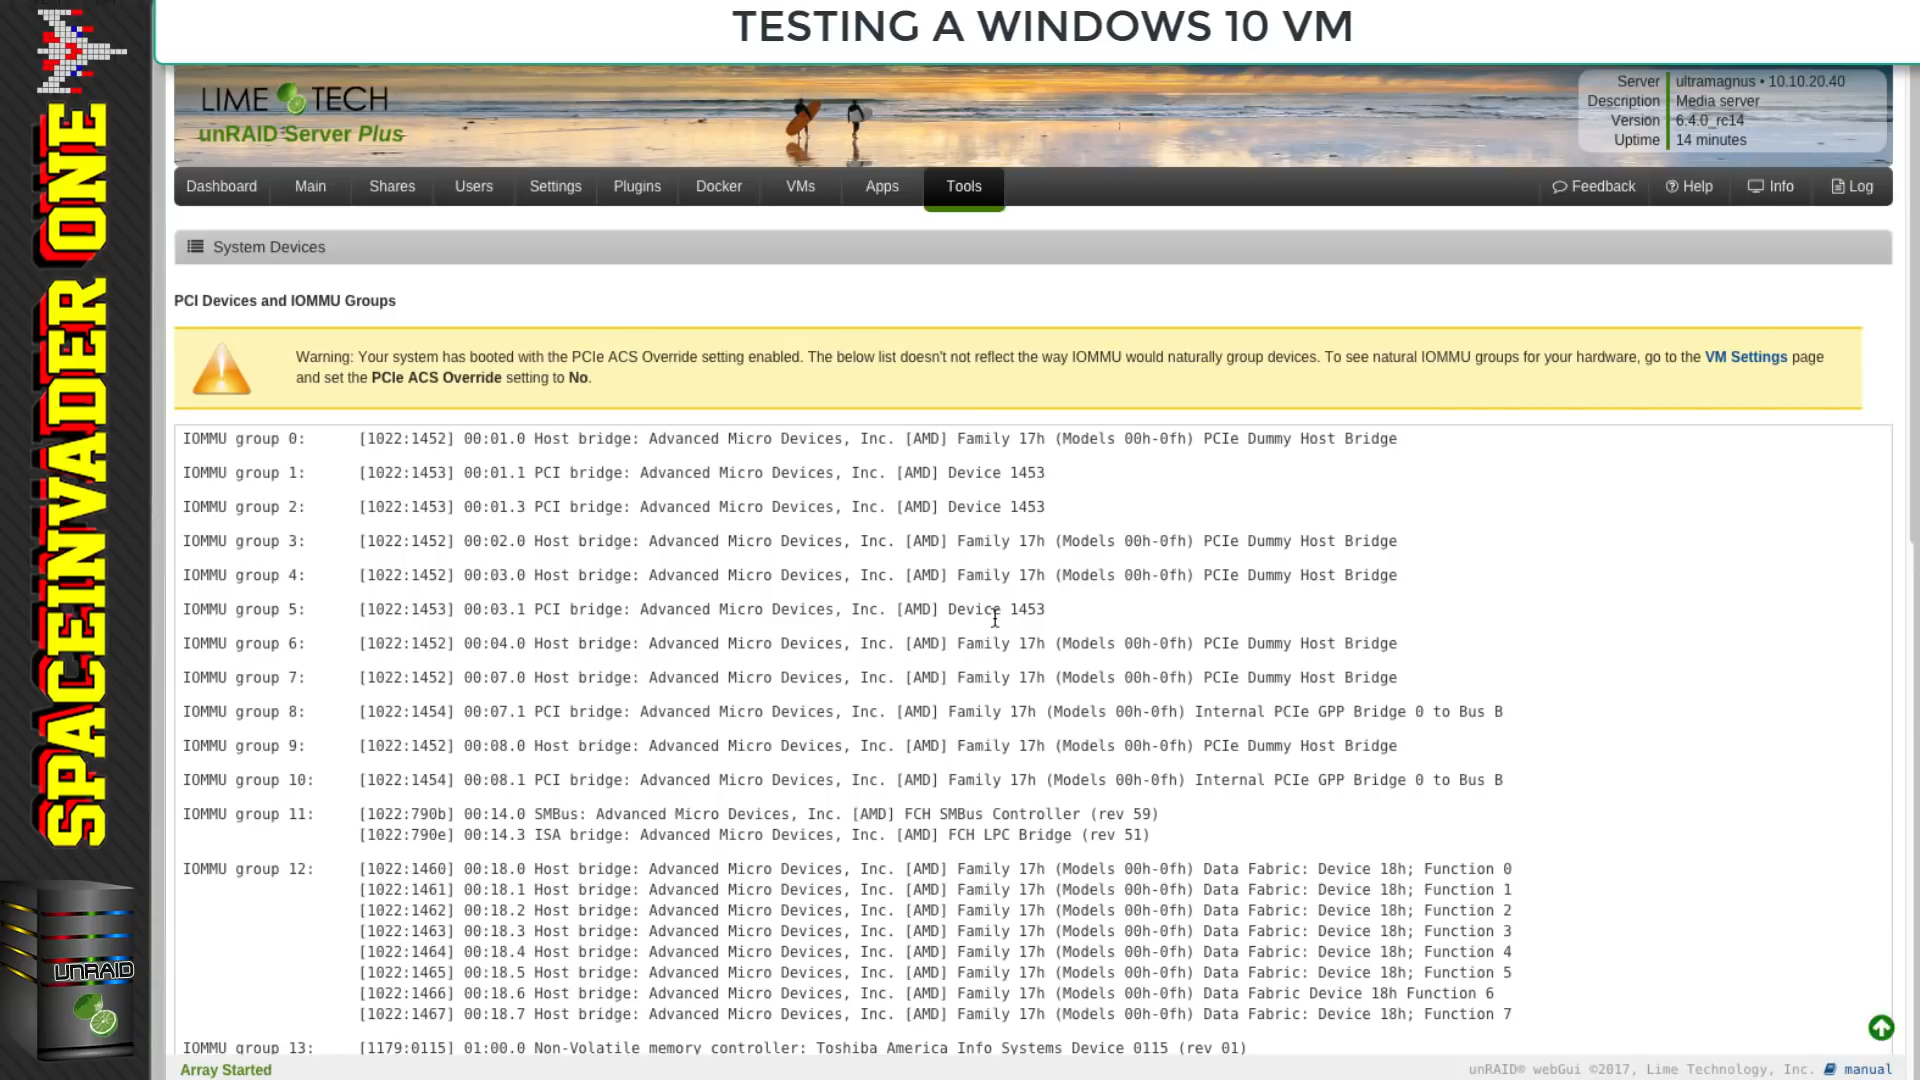 TESTING A WINDOWS 10 VM
SPACEINVADER ONE
UNRAID
LIME TECH
unRAID Server Plus
Server ultramagnus • 10.10.20.40
Description Media server
Version 6.4.0_rc14
Uptime 14 minutes
Dashboard Main Shares Users Settings Plugins Docker VMs Apps Tools Feedback Help Info Log
System Devices
PCI Devices and IOMMU Groups
Warning: Your system has booted with the PCIe ACS Override setting enabled. The below list doesn't not reflect the way IOMMU would naturally group devices. To see natural IOMMU groups for your hardware, go to the VM Settings page
and set the PCIe ACS Override setting to No.
IOMMU group 0: [1022:1452] 00:01.0 Host bridge: Advanced Micro Devices, Inc. [AMD] Family 17h (Models 00h-0fh) PCIe Dummy Host Bridge
IOMMU group 1: [1022:1453] 00:01.1 PCI bridge: Advanced Micro Devices, Inc. [AMD] Device 1453
IOMMU group 2: [1022:1453] 00:01.3 PCI bridge: Advanced Micro Devices, Inc. [AMD] Device 1453
IOMMU group 3: [1022:1452] 00:02.0 Host bridge: Advanced Micro Devices, Inc. [AMD] Family 17h (Models 00h-0fh) PCIe Dummy Host Bridge
IOMMU group 4: [1022:1452] 00:03.0 Host bridge: Advanced Micro Devices, Inc. [AMD] Family 17h (Models 00h-0fh) PCIe Dummy Host Bridge
IOMMU group 5: [1022:1453] 00:03.1 PCI bridge: Advanced Micro Devices, Inc. [AMD] Device 1453
IOMMU group 6: [1022:1452] 00:04.0 Host bridge: Advanced Micro Devices, Inc. [AMD] Family 17h (Models 00h-0fh) PCIe Dummy Host Bridge
IOMMU group 7: [1022:1452] 00:07.0 Host bridge: Advanced Micro Devices, Inc. [AMD] Family 17h (Models 00h-0fh) PCIe Dummy Host Bridge
IOMMU group 8: [1022:1454] 00:07.1 PCI bridge: Advanced Micro Devices, Inc. [AMD] Family 17h (Models 00h-0fh) Internal PCIe GPP Bridge 0 to Bus B
IOMMU group 9: [1022:1452] 00:08.0 Host bridge: Advanced Micro Devices, Inc. [AMD] Family 17h (Models 00h-0fh) PCIe Dummy Host Bridge
IOMMU group 10: [1022:1454] 00:08.1 PCI bridge: Advanced Micro Devices, Inc. [AMD] Family 17h (Models 00h-0fh) Internal PCIe GPP Bridge 0 to Bus B
IOMMU group 11: [1022:790b] 00:14.0 SMBus: Advanced Micro Devices, Inc. [AMD] FCH SMBus Controller (rev 59)
[1022:790e] 00:14.3 ISA bridge: Advanced Micro Devices, Inc. [AMD] FCH LPC Bridge (rev 51)
IOMMU group 12: [1022:1460] 00:18.0 Host bridge: Advanced Micro Devices, Inc. [AMD] Family 17h (Models 00h-0fh) Data Fabric: Device 18h; Function 0
[1022:1461] 00:18.1 Host bridge: Advanced Micro Devices, Inc. [AMD] Family 17h (Models 00h-0fh) Data Fabric: Device 18h; Function 1
[1022:1462] 00:18.2 Host bridge: Advanced Micro Devices, Inc. [AMD] Family 17h (Models 00h-0fh) Data Fabric: Device 18h; Function 2
[1022:1463] 00:18.3 Host bridge: Advanced Micro Devices, Inc. [AMD] Family 17h (Models 00h-0fh) Data Fabric: Device 18h; Function 3
[1022:1464] 00:18.4 Host bridge: Advanced Micro Devices, Inc. [AMD] Family 17h (Models 00h-0fh) Data Fabric: Device 18h; Function 4
[1022:1465] 00:18.5 Host bridge: Advanced Micro Devices, Inc. [AMD] Family 17h (Models 00h-0fh) Data Fabric: Device 18h; Function 5
[1022:1466] 00:18.6 Host bridge: Advanced Micro Devices, Inc. [AMD] Family 17h (Models 00h-0fh) Data Fabric Device 18h Function 6
[1022:1467] 00:18.7 Host bridge: Advanced Micro Devices, Inc. [AMD] Family 17h (Models 00h-0fh) Data Fabric: Device 18h; Function 7
IOMMU group 13: [1179:0115] 01:00.0 Non-Volatile memory controller: Toshiba America Info Systems Device 0115 (rev 01)
Array Started unRAID® webGui ©2017, Lime Technology, Inc. manual